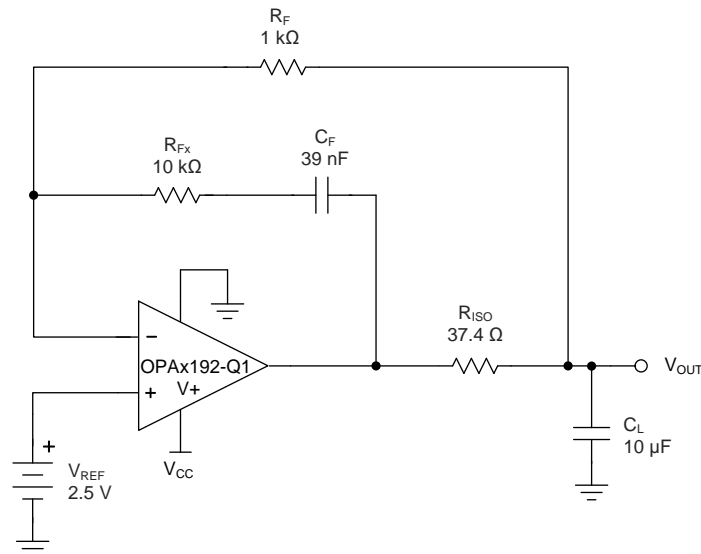 R_F
1 kΩ
R_Fx
10 kΩ
C_F
39 nF
R_ISO
37.4 Ω
–
OPAx192-Q1
+
V+
V_OUT
C_L
10 µF
+
V_REF
2.5 V
V_CC